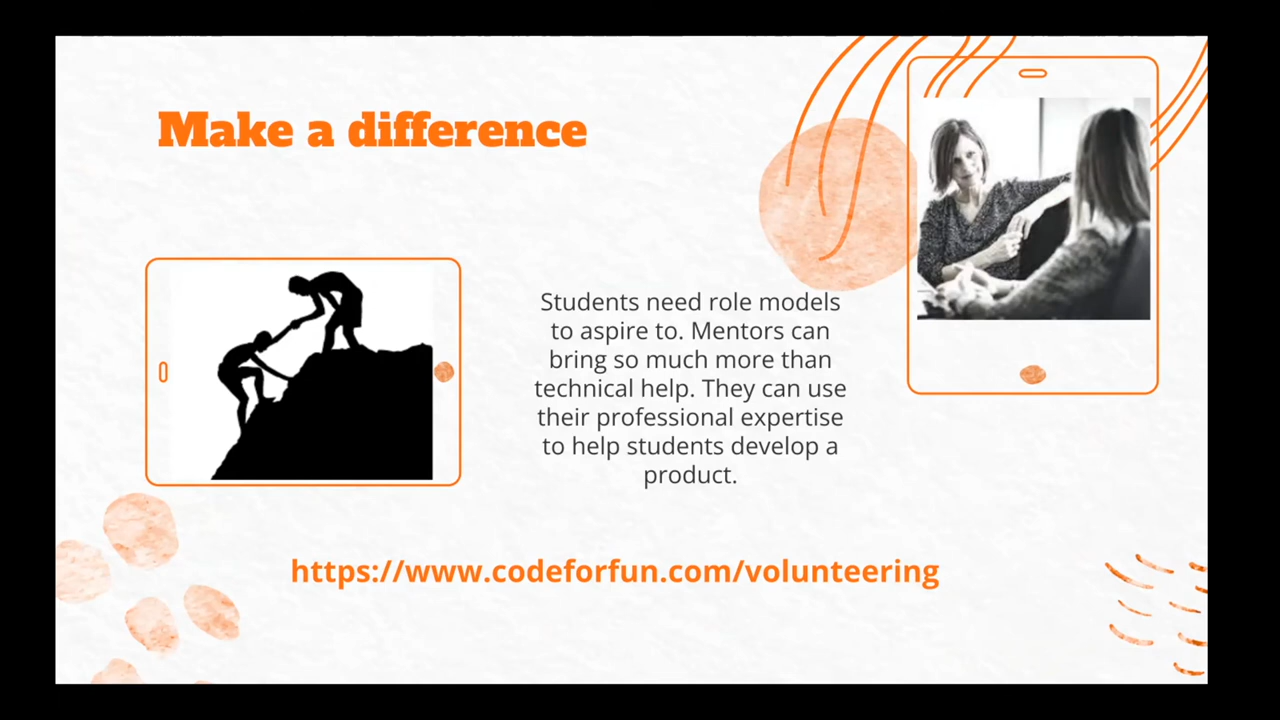 Make a difference
Students need role models
to aspire to. Mentors can
bring so much more than
technical help. They can use
their professional expertise
to help students develop a
product.
https://www.codeforfun.com/volunteering